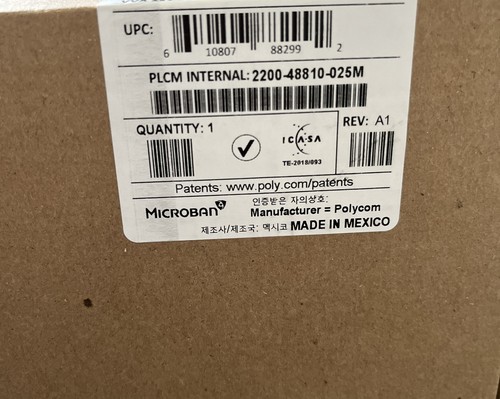 UPC:
6 10807 88299 2
PLCM INTERNAL: 2200-48810-025M
QUANTITY: 1
ICASA
TE-2018/093
REV: A1
Patents: www.poly.com/patents
MICROBAN
인증받은 자의상호:
Manufacturer = Polycom
제조사/제조국: 멕시코 MADE IN MEXICO